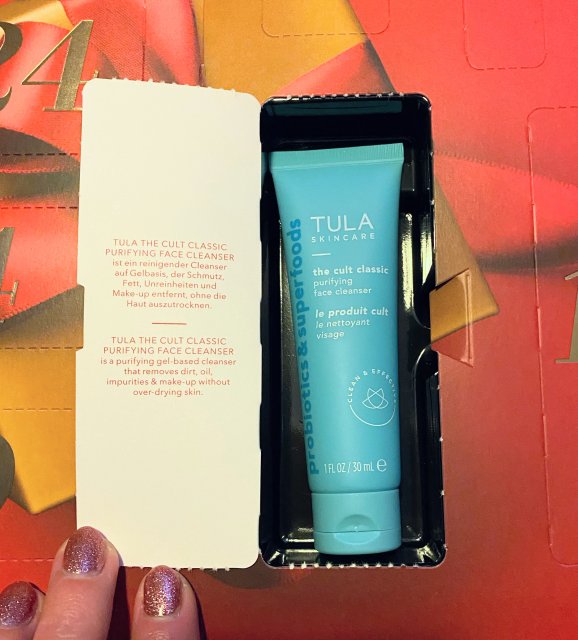 24
TULA THE CULT CLASSIC
PURIFYING FACE CLEANSER
ist ein reinigender Cleanser
auf Gelbasis, der Schmutz,
Fett, Unreinheiten und
Make-up entfernt, ohne die
Haut auszutrocknen.
TULA THE CULT CLASSIC
PURIFYING FACE CLEANSER
is a purifying gel-based cleanser
that removes dirt, oil,
impurities & make-up without
over-drying skin.
probiotics & superfoods
TULA
SKINCARE
the cult classic
purifying
face cleanser
le produit culte
le nettoyant
visage
CLEAN & EFFECTIVE
1 FL OZ / 30 mL e